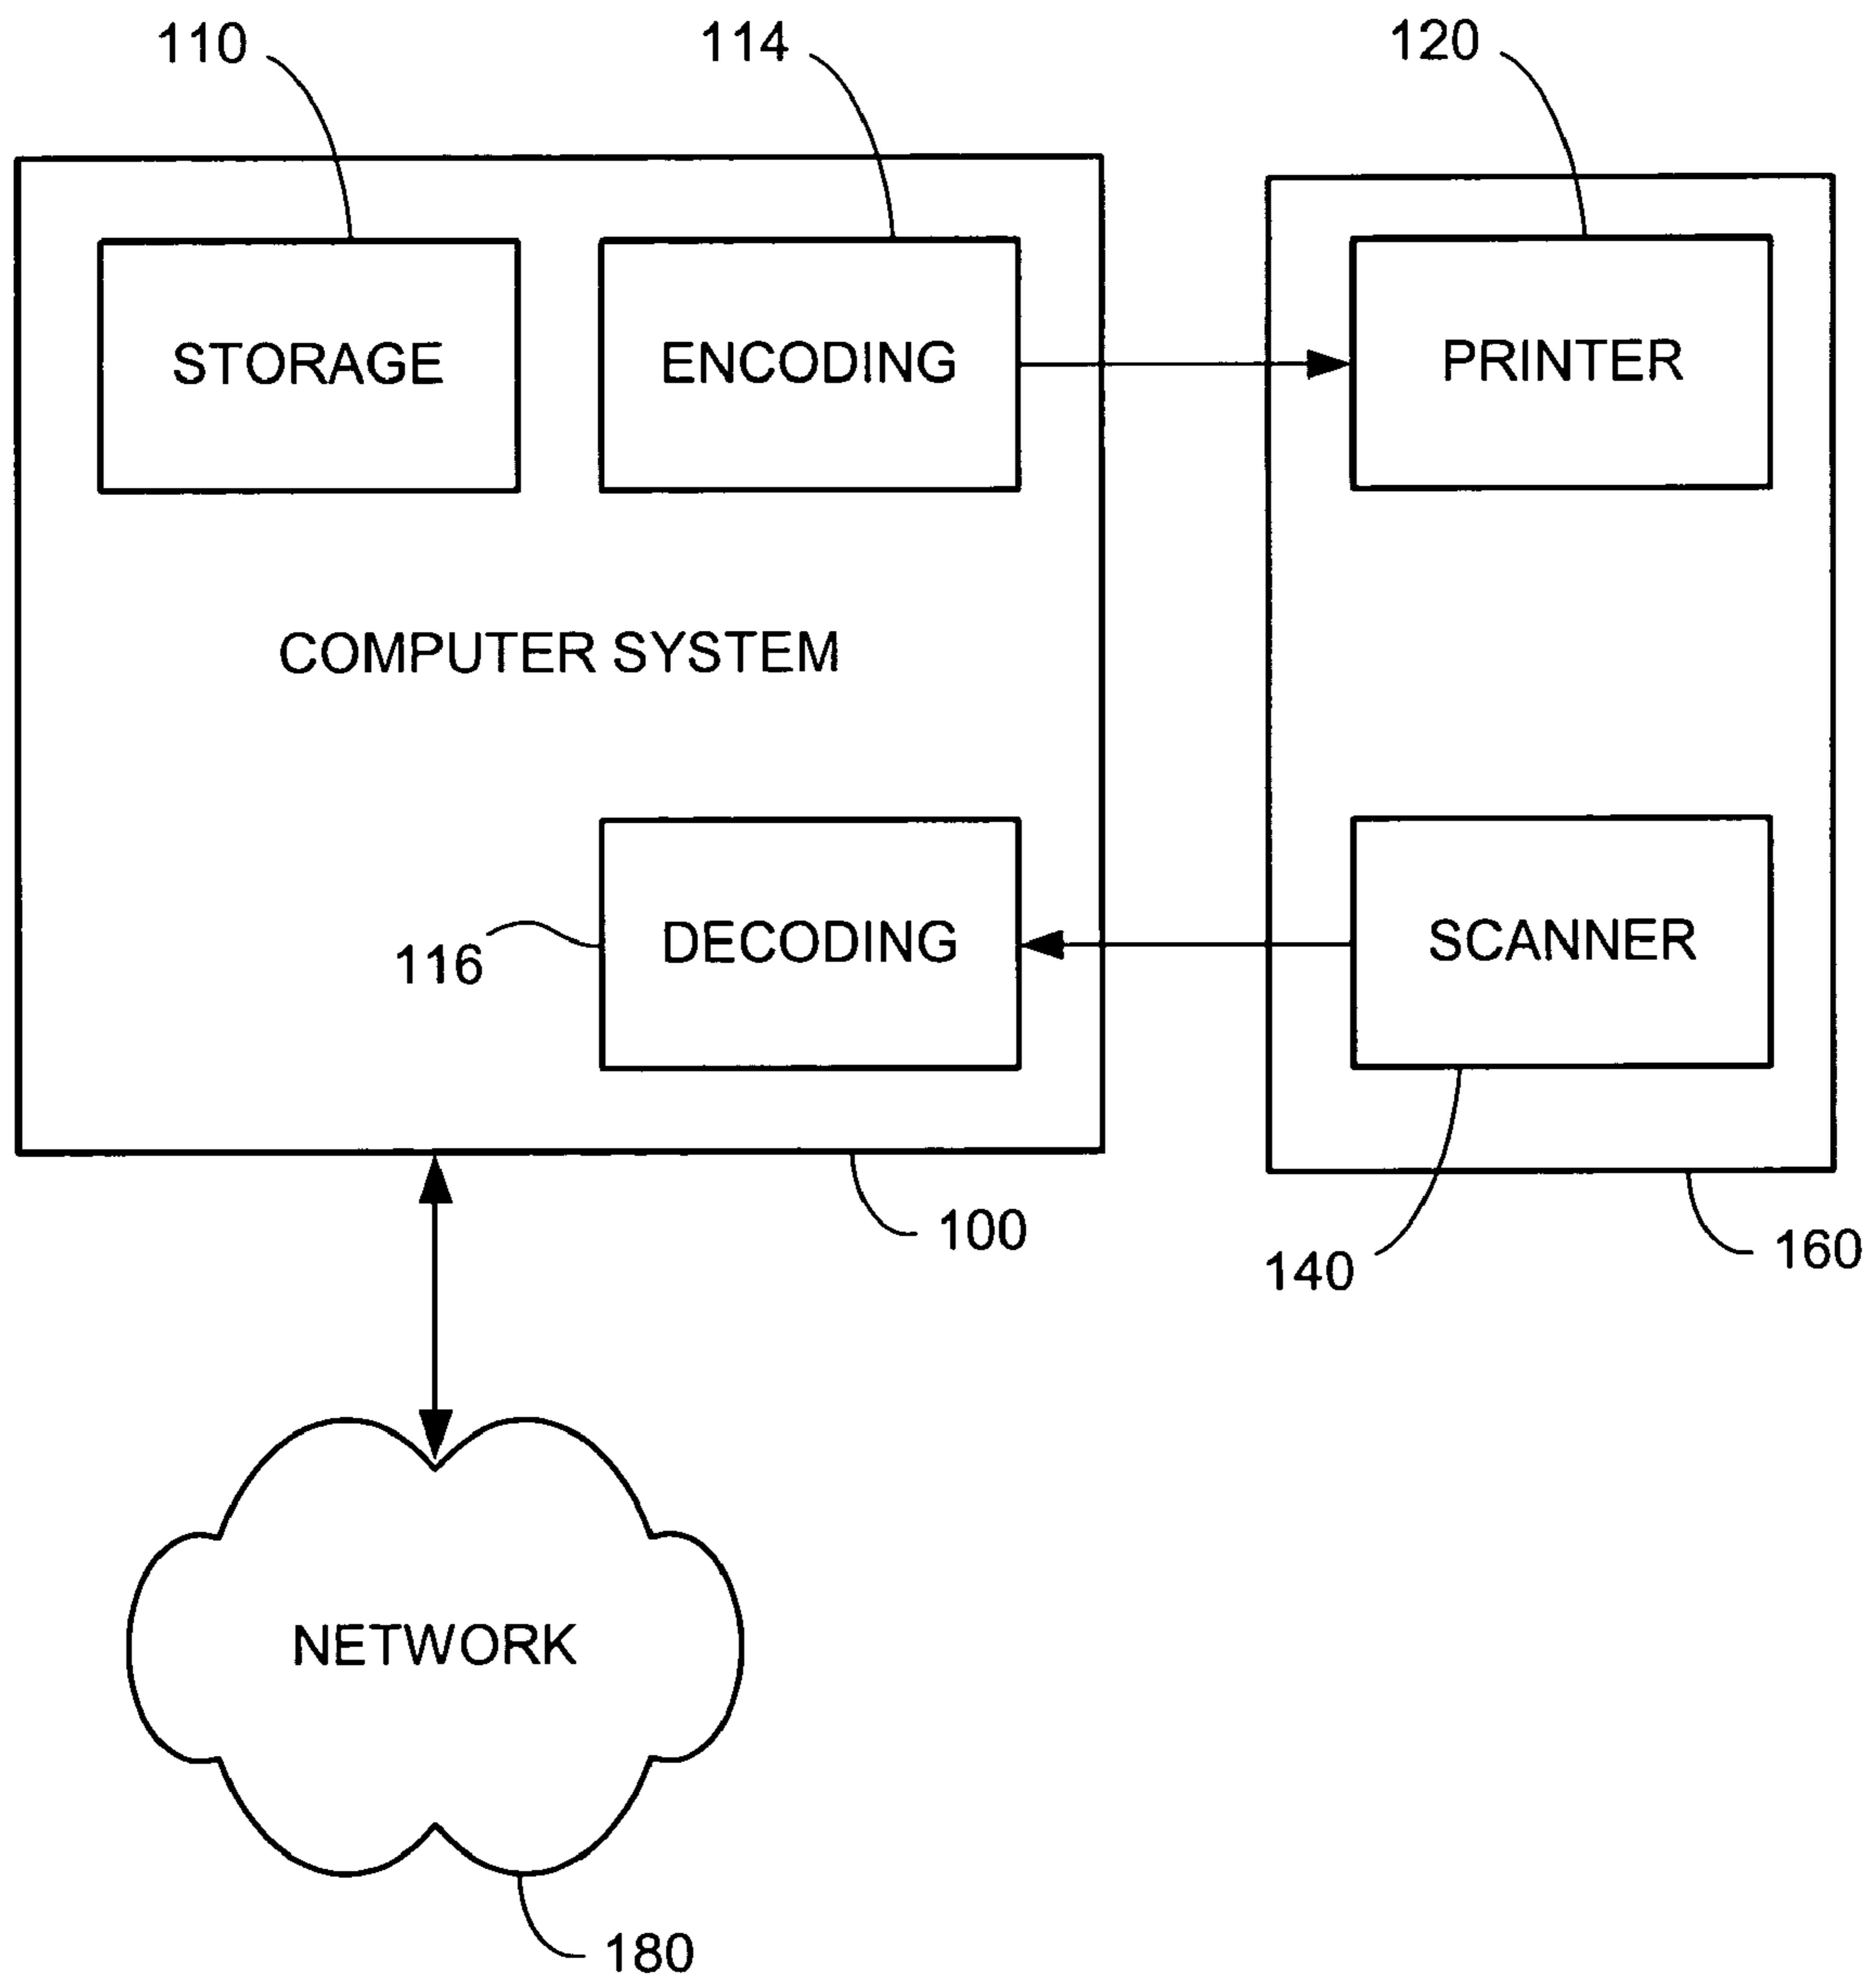 110
114
120
STORAGE
ENCODING
PRINTER
COMPUTER SYSTEM
DECODING
SCANNER
116
100
140
160
NETWORK
180